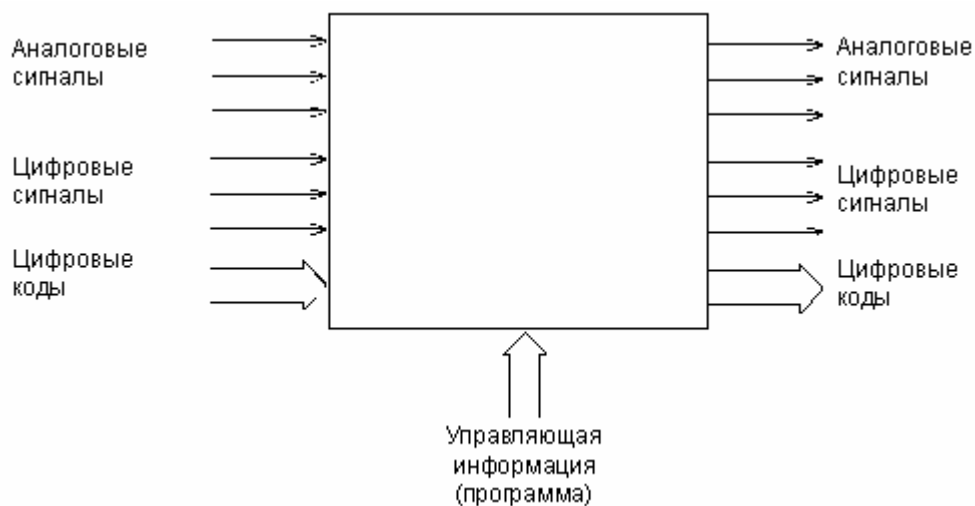 Аналоговые
сигналы
Цифровые
сигналы
Цифровые
коды
Аналоговые
сигналы
Цифровые
сигналы
Цифровые
коды
Управляющая
информация
(программа)